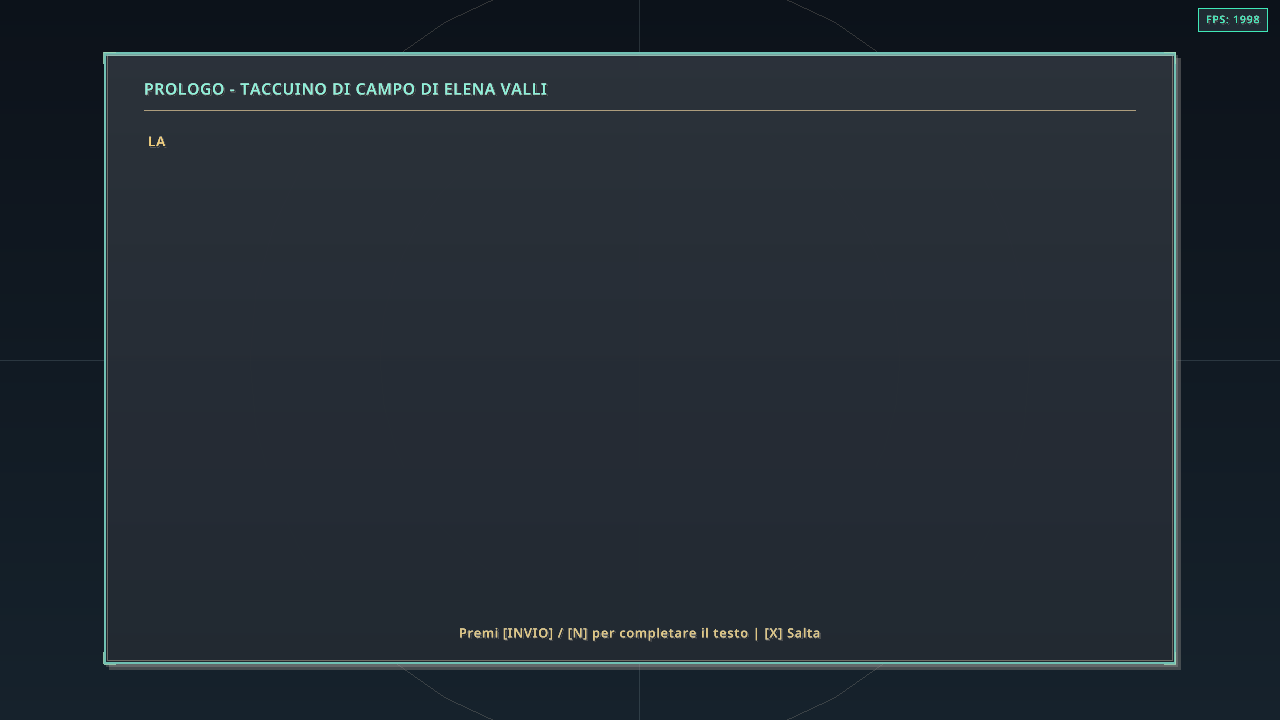 FPS: 1998
PROLOGO - TACCUINO DI CAMPO DI ELENA VALLI
LA
Premi [INVIO] / [N] per completare il testo | [X] Salta